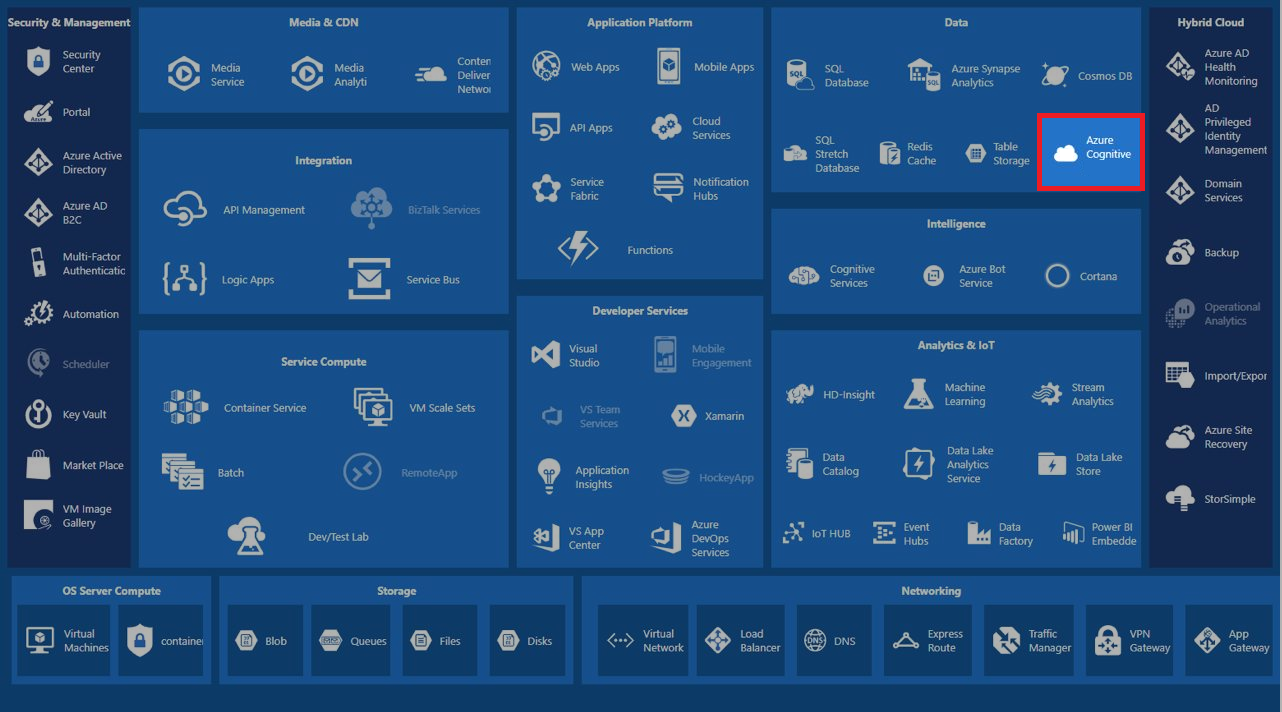 Security & Management
Security
Center
Portal
Azure Active
Directory
Azure AD
B2C
Multi-Factor
Authenticatio
Automation
Scheduler
Key Vault
Market Place
VM Image
Gallery
Media & CDN
Media
Service
Media
Analyti
Conten
Deliver
Networ
Integration
API Management
BizTalk Services
Logic Apps
Service Bus
Service Compute
Container Service
VM Scale Sets
Batch
RemoteApp
Dev/Test Lab
Application Platform
Web Apps
Mobile Apps
API Apps
Cloud
Services
Service
Fabric
Notification
Hubs
Functions
Developer Services
Visual
Studio
Mobile
Engagement
VS Team
Services
Xamarin
Application
Insights
HockeyApp
VS App
Center
Azure
DevOps
Services
Data
SQL
SQL
Database
SQL
Azure Synapse
Analytics
Cosmos DB
SQL
Stretch
Database
Redis
Cache
Table
Storage
Azure
Cognitive
Intelligence
Cognitive
Services
Azure Bot
Service
Cortana
Analytics & IoT
HD-Insight
Machine
Learning
Stream
Analytics
Data
Catalog
Data Lake
Analytics
Service
Data Lake
Store
IoT HUB
Event
Hubs
Data
Factory
Power BI
Embedde
Hybrid Cloud
Azure AD
Health
Monitoring
AD
Privileged
Identity
Management
Domain
Services
Backup
Operational
Analytics
Import/Expor
Azure Site
Recovery
StorSimple
OS Server Compute
Virtual
Machines
container
Storage
Blob
Queues
Files
Disks
Networking
Virtual
Network
Load
Balancer
DNS
DNS
Express
Route
Traffic
Manager
VPN
Gateway
App
Gateway